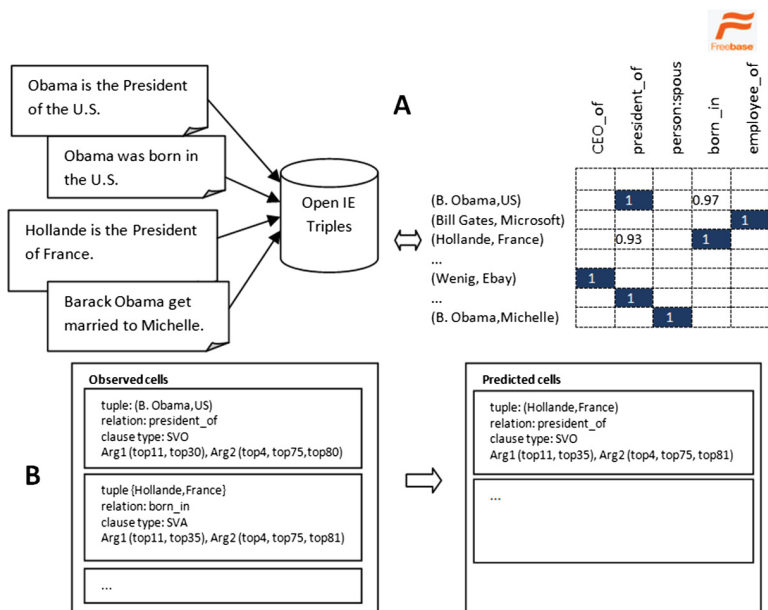 Freebase
Obama is the President
of the U.S.
Obama was born in
the U.S.
Hollande is the President
of France.
Barack Obama get
married to Michelle.
Open IE
Triples
A
CEO_of
president_of
person:spous
born_in
employee_of
(B. Obama,US) 1 0.97
(Bill Gates, Microsoft) 1
(Hollande, France) 0.93 1
...
(Wenig, Ebay) 1
... 1
(B. Obama,Michelle) 1
B
Observed cells
tuple: (B. Obama,US)
relation: president_of
clause type: SVO
Arg1 (top11, top30), Arg2 (top4, top75,top80)
tuple {Hollande,France}
relation: born_in
clause type: SVA
Arg1 (top11, top35), Arg2 (top4, top75, top81)
...
Predicted cells
tuple: (Hollande,France)
relation: president_of
clause type: SVO
Arg1 (top11, top35), Arg2 (top4, top75, top81)
...